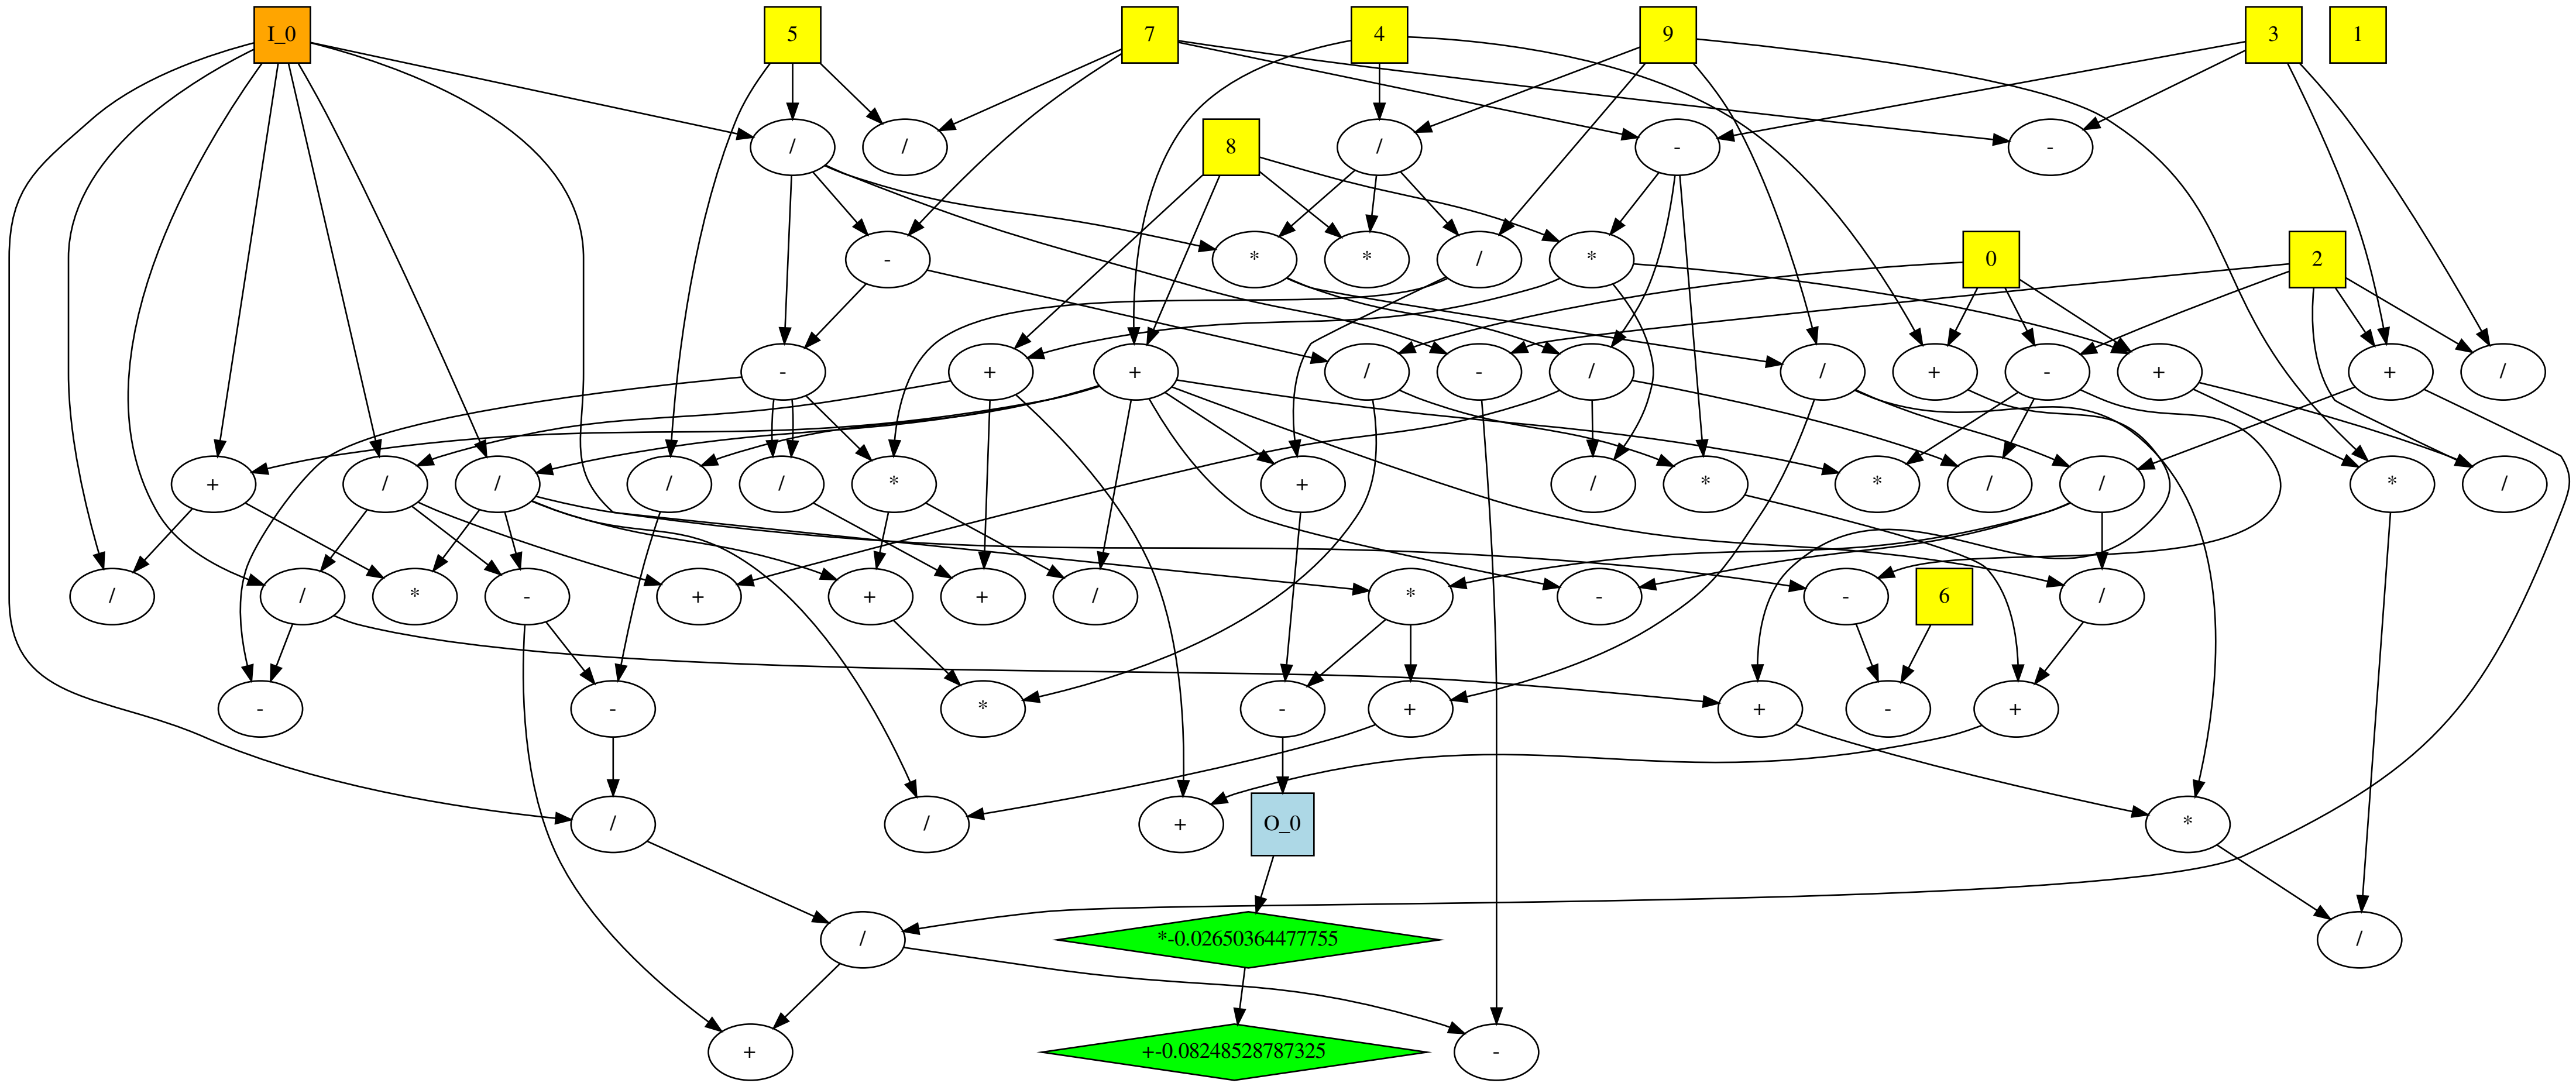 I_0 5 7 4 9 3 1
/ / 8 / - -
- * * / * 0 2
- + + / - / / + - + + /
+ / / / / * + / * * / / * /
/ / * - + + + / * - - 6 /
- - * - + + - +
/ / + O_0 *
/ *-0.02650364477755 /
+ +-0.08248528787325 -